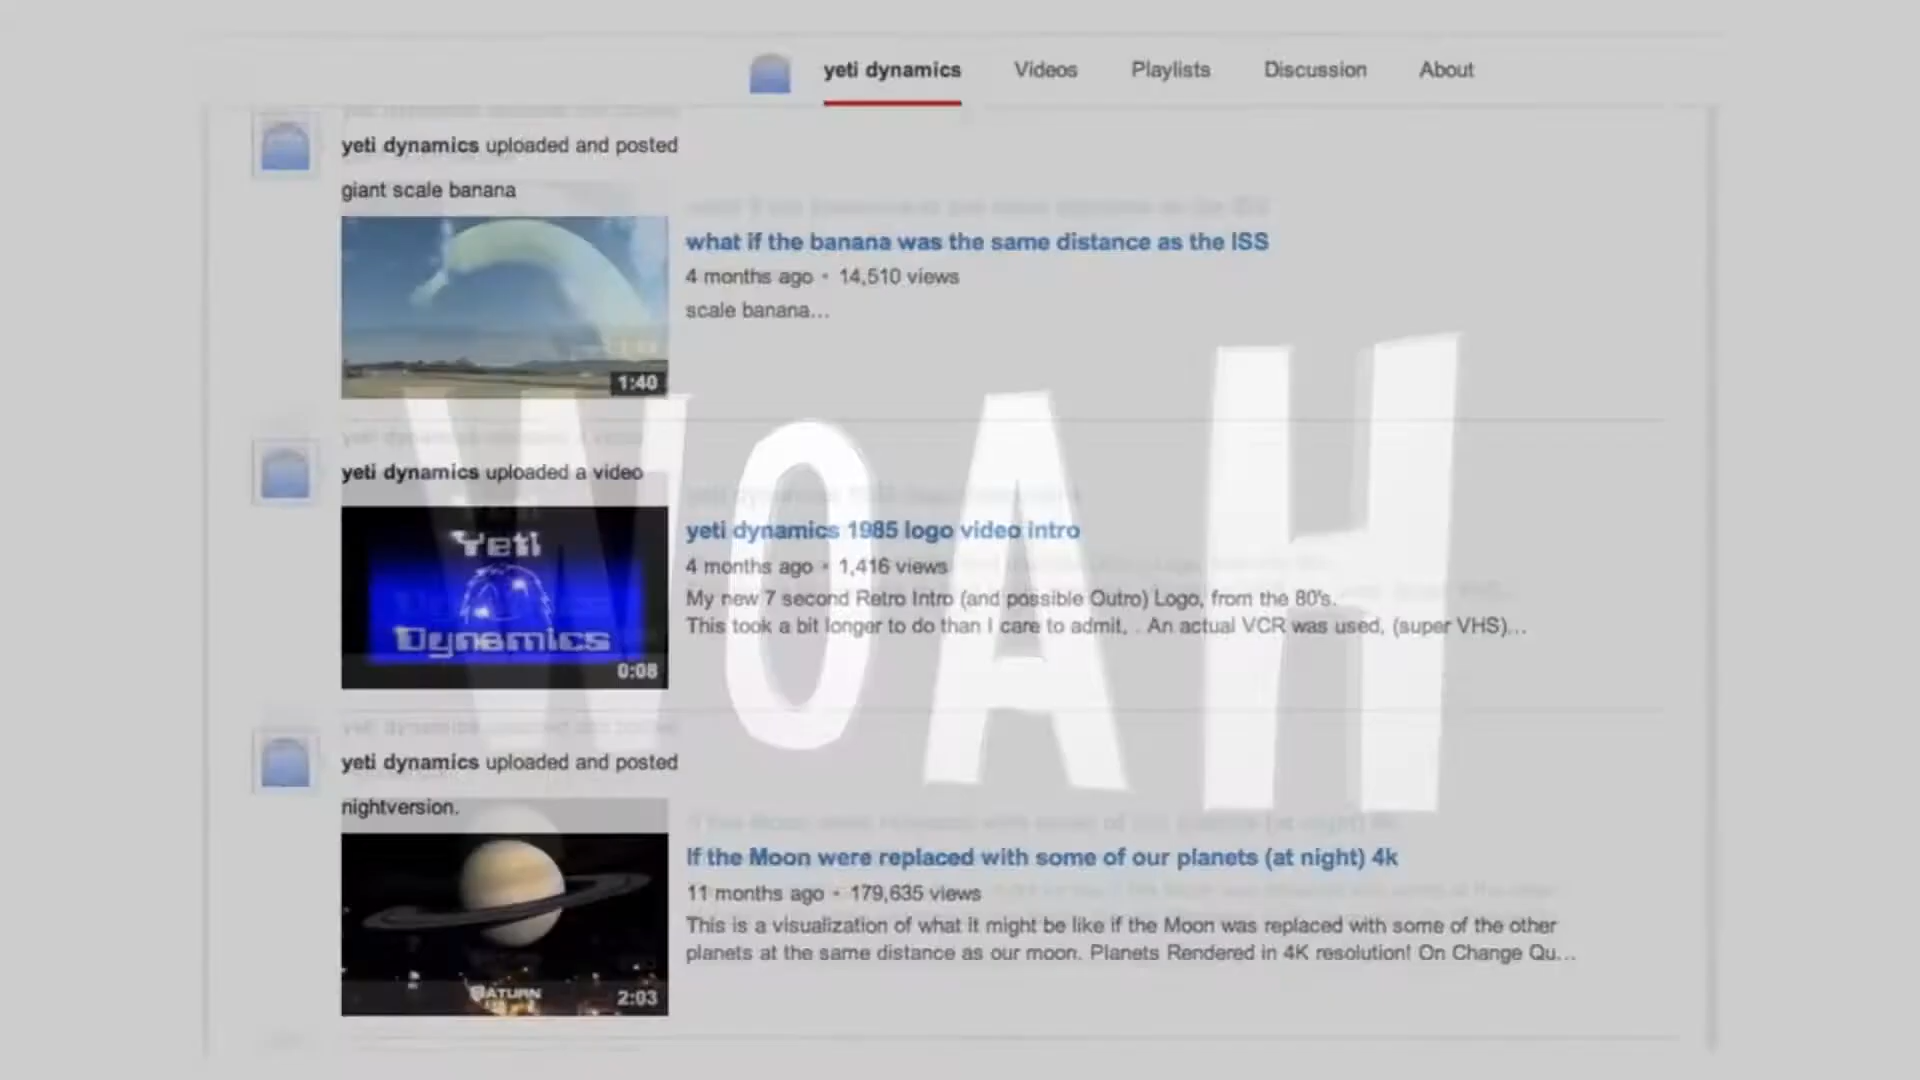 yeti dynamics Videos Playlists Discussion About
yeti dynamics uploaded and posted
giant scale banana
what if the banana was the same distance as the ISS
4 months ago • 14,510 views
scale banana...
1:40
WOAH
yeti dynamics uploaded a video
yeti dynamics 1985 logo video intro
4 months ago • 1,416 views
My new 7 second Retro Intro (and possible Outro) Logo, from the 80's.
This took a bit longer to do than I care to admit, . An actual VCR was used, (super VHS)...
Yeti
Dynamics
0:08
yeti dynamics uploaded and posted
nightversion.
If the Moon were replaced with some of our planets (at night) 4k
11 months ago • 179,635 views
This is a visualization of what it might be like if the Moon was replaced with some of the other
planets at the same distance as our moon. Planets Rendered in 4K resolution! On Change Qu...
SATURN
2:03